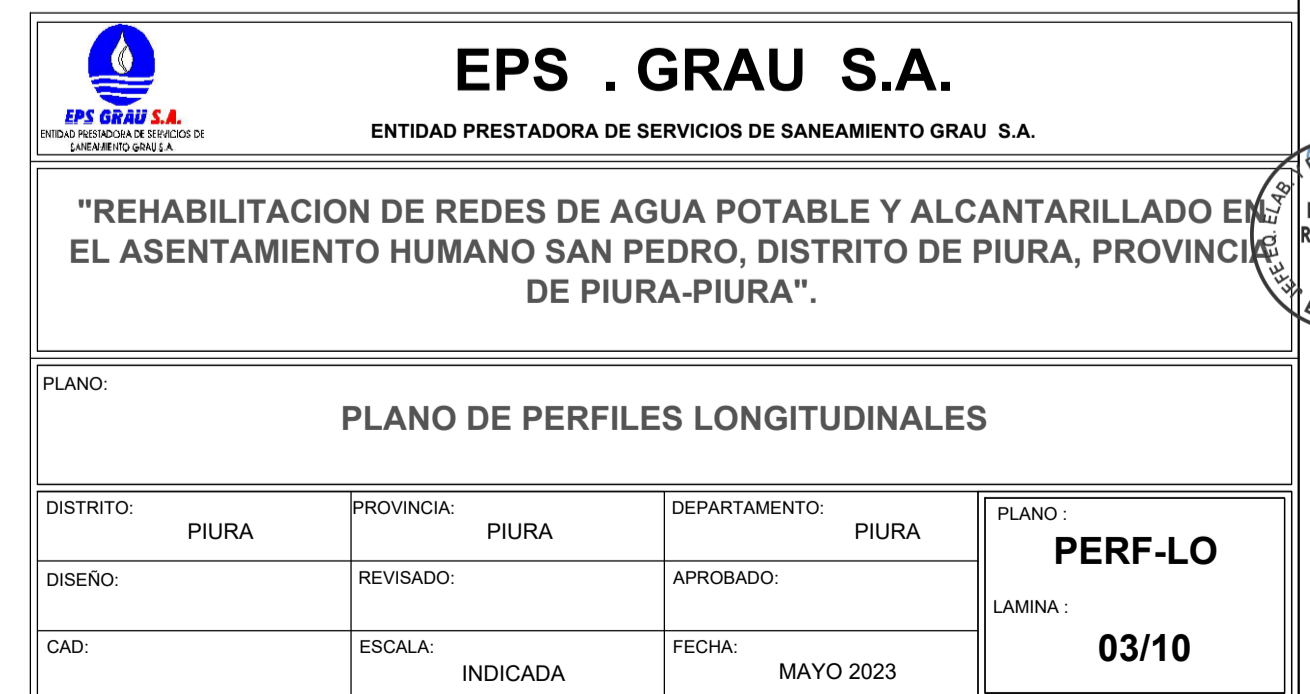 EPS . GRAU S.A.
EPS GRAU S.A.
ENTIDAD PRESTADORA DE SERVICIOS DE
SANEAMIENTO GRAU S.A.
ENTIDAD PRESTADORA DE SERVICIOS DE SANEAMIENTO GRAU S.A.
"REHABILITACION DE REDES DE AGUA POTABLE Y ALCANTARILLADO EN
EL ASENTAMIENTO HUMANO SAN PEDRO, DISTRITO DE PIURA, PROVINCIA
DE PIURA-PIURA".
JEFE EQ. ELAB. Y
PLANO:
PLANO DE PERFILES LONGITUDINALES
DISTRITO:
PIURA
PROVINCIA:
PIURA
DEPARTAMENTO:
PIURA
PLANO :
PERF-LO
DISEÑO:
REVISADO:
APROBADO:
LAMINA :
03/10
CAD:
ESCALA:
INDICADA
FECHA:
MAYO 2023